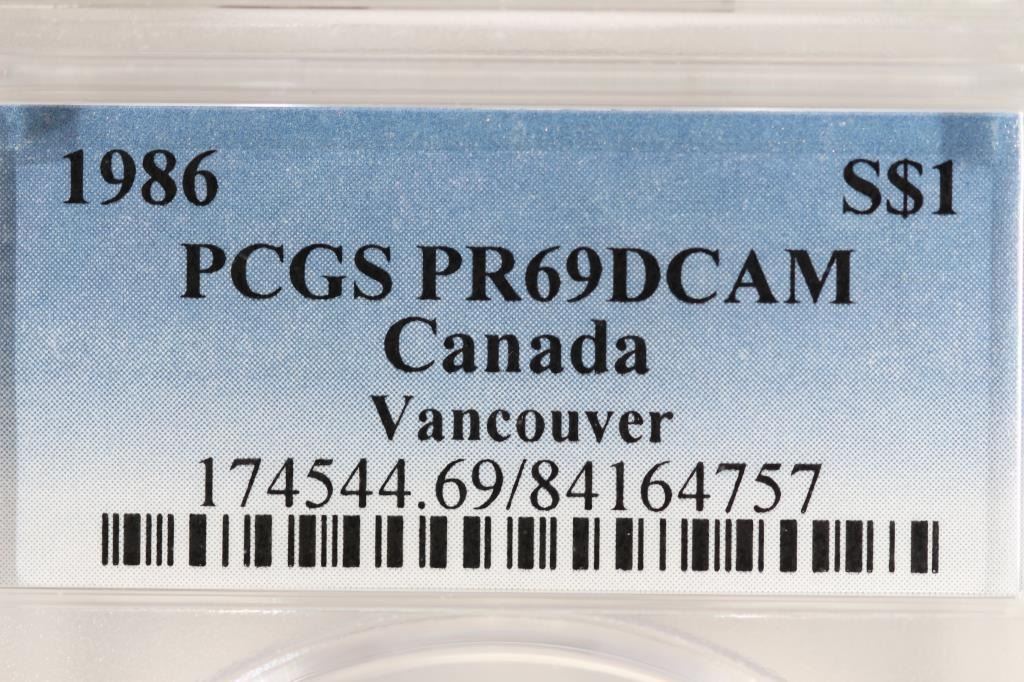 1986 S$1
PCGS PR69DCAM
Canada
Vancouver
174544.69/84164757